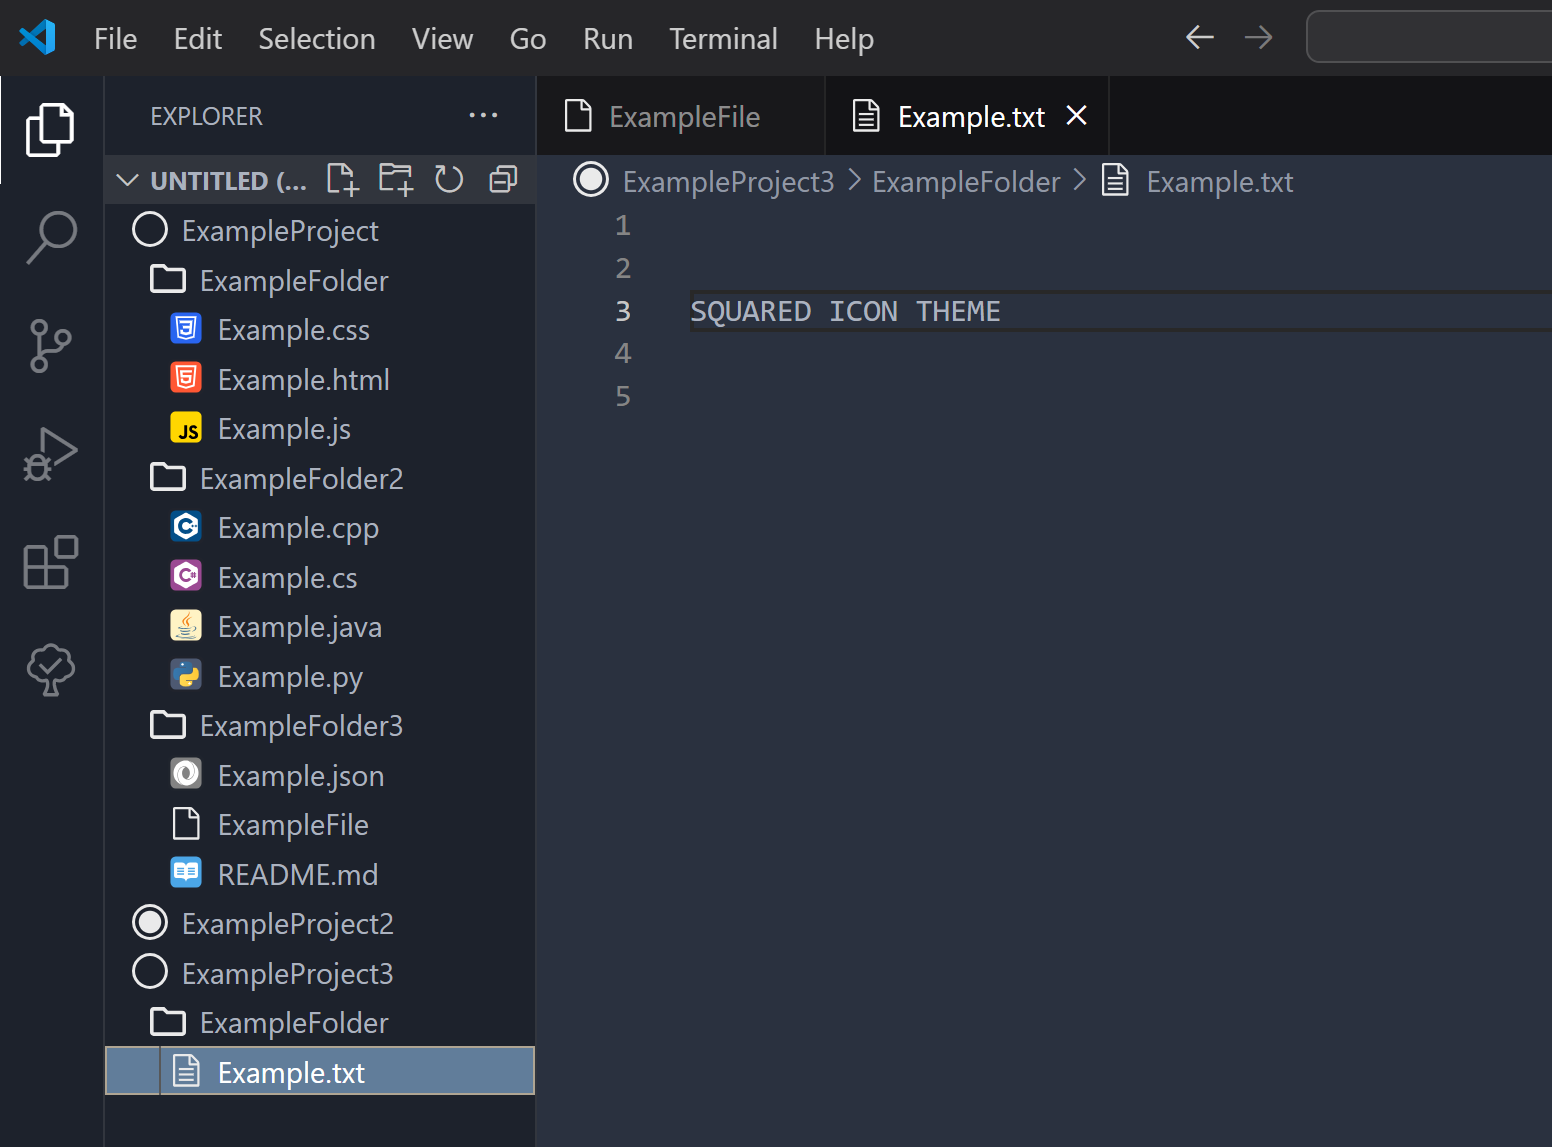 File Edit Selection View Go Run Terminal Help
EXPLORER ···
ExampleFile
Example.txt
UNTITLED (...
ExampleProject3 > ExampleFolder > Example.txt
ExampleProject
ExampleFolder
Example.css
Example.html
JS Example.js
ExampleFolder2
Example.cpp
Example.cs
Example.java
Example.py
ExampleFolder3
Example.json
ExampleFile
README.md
ExampleProject2
ExampleProject3
ExampleFolder
Example.txt
1
2
3 SQUARED ICON THEME
4
5